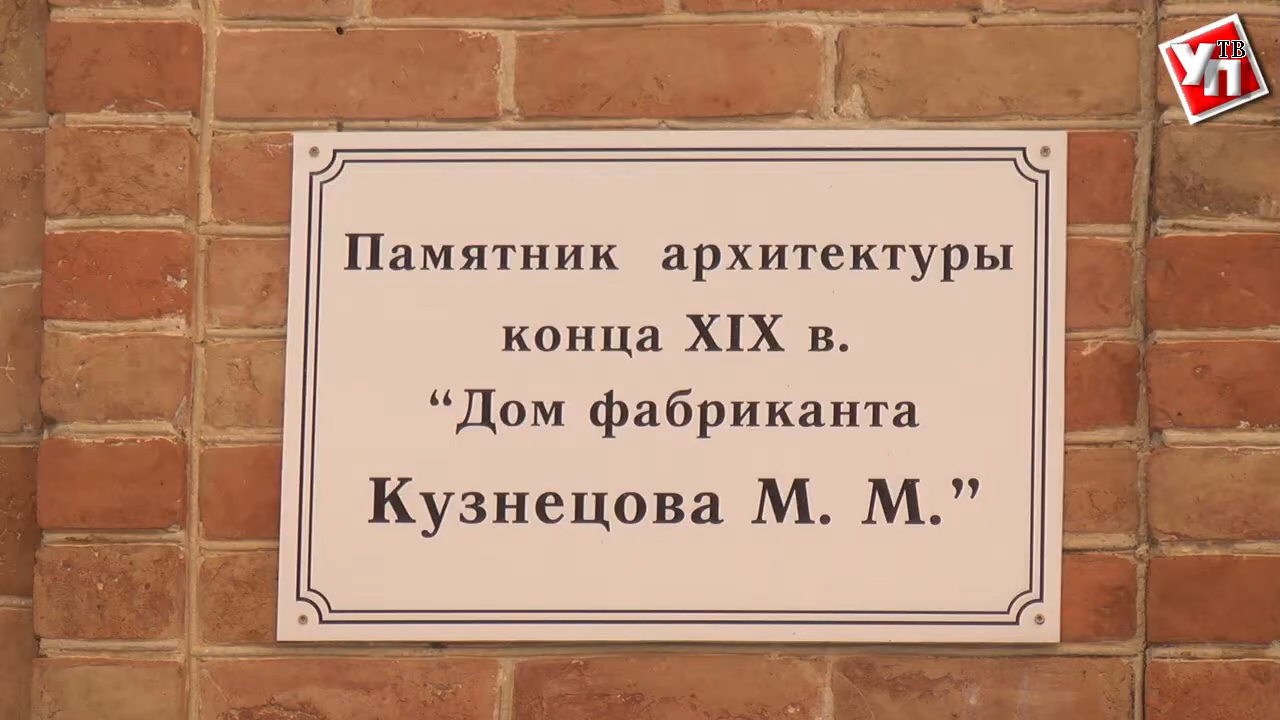 УП ТВ
Памятник архитектуры
конца XIX в.
“Дом фабриканта
Кузнецова М. М.”